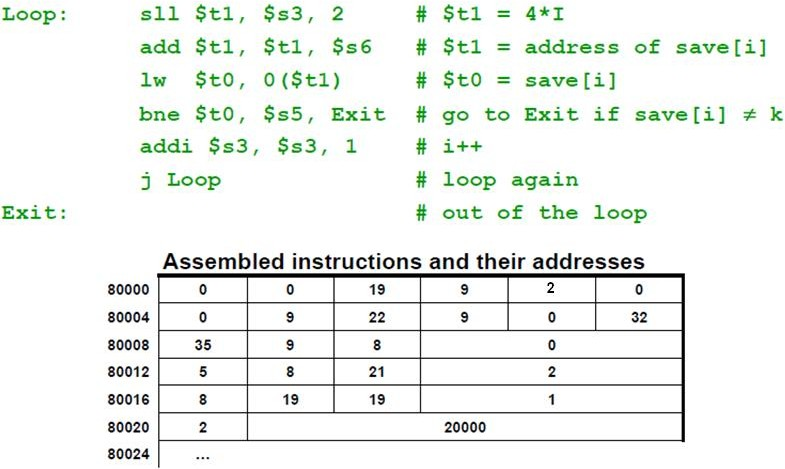 Loop: sll $t1, $s3, 2 # $t1 = 4*I
add $t1, $t1, $s6 # $t1 = address of save[i]
lw $t0, 0($t1) # $t0 = save[i]
bne $t0, $s5, Exit # go to Exit if save[i] ≠ k
addi $s3, $s3, 1 # i++
j Loop # loop again
Exit: # out of the loop
Assembled instructions and their addresses
80000 0 0 19 9 2 0
80004 0 9 22 9 0 32
80008 35 9 8 0
80012 5 8 21 2
80016 8 19 19 1
80020 2 20000
80024 ...